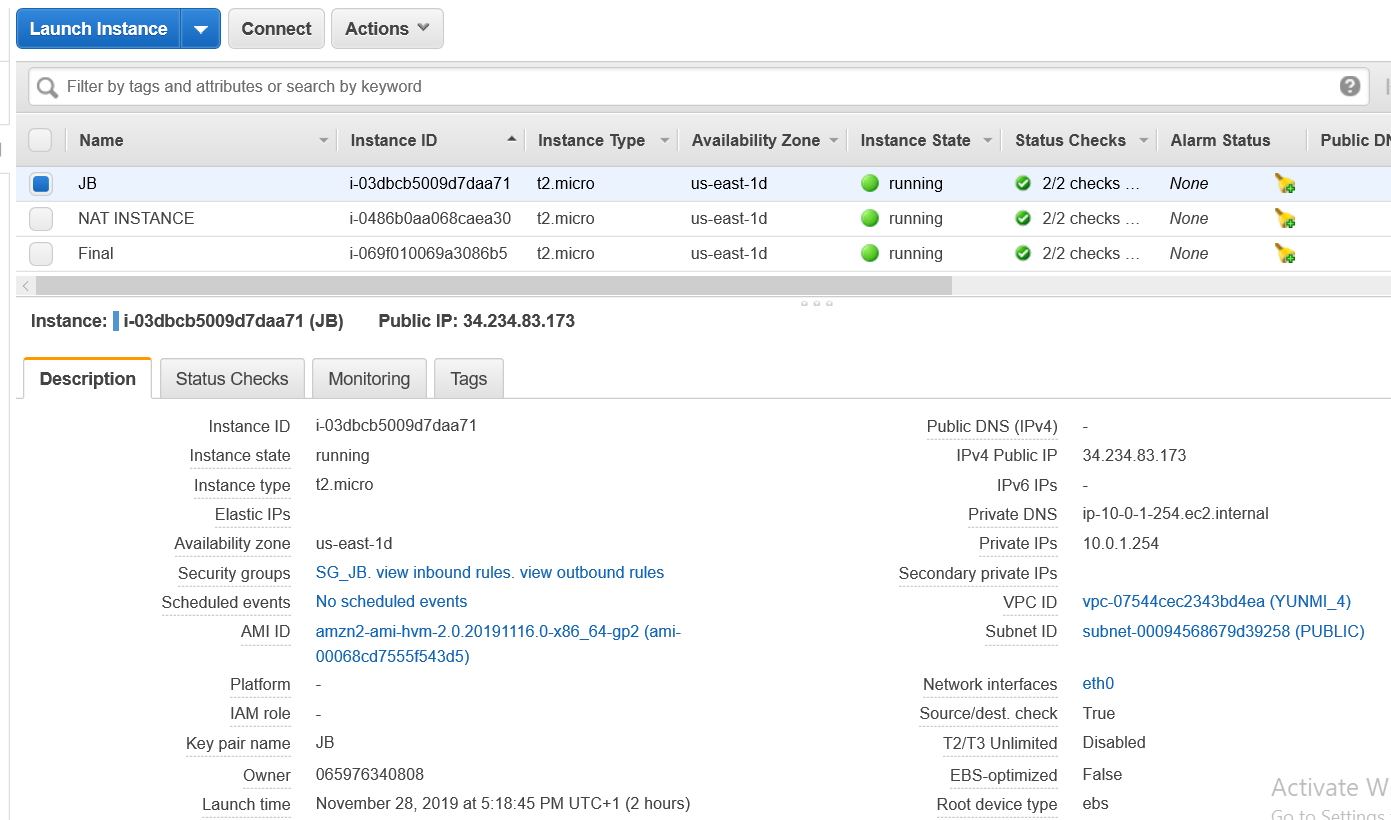 Launch Instance Connect Actions
Filter by tags and attributes or search by keyword
Name Instance ID Instance Type Availability Zone Instance State Status Checks Alarm Status Public DN
JB i-03dbcb5009d7daa71 t2.micro us-east-1d running 2/2 checks ... None
NAT INSTANCE i-0486b0aa068caea30 t2.micro us-east-1d running 2/2 checks ... None
Final i-069f010069a3086b5 t2.micro us-east-1d running 2/2 checks ... None
Instance: i-03dbcb5009d7daa71 (JB) Public IP: 34.234.83.173
Description Status Checks Monitoring Tags
Instance ID i-03dbcb5009d7daa71 Public DNS (IPv4) -
Instance state running IPv4 Public IP 34.234.83.173
Instance type t2.micro IPv6 IPs -
Elastic IPs Private DNS ip-10-0-1-254.ec2.internal
Availability zone us-east-1d Private IPs 10.0.1.254
Security groups SG_JB. view inbound rules. view outbound rules Secondary private IPs
Scheduled events No scheduled events VPC ID vpc-07544cec2343bd4ea (YUNMI_4)
AMI ID amzn2-ami-hvm-2.0.20191116.0-x86_64-gp2 (ami- Subnet ID subnet-00094568679d39258 (PUBLIC)
00068cd7555f543d5)
Platform - Network interfaces eth0
IAM role - Source/dest. check True
Key pair name JB T2/T3 Unlimited Disabled
Owner 065976340808 EBS-optimized False
Launch time November 28, 2019 at 5:18:45 PM UTC+1 (2 hours) Root device type ebs
Activate W
Go to Settings